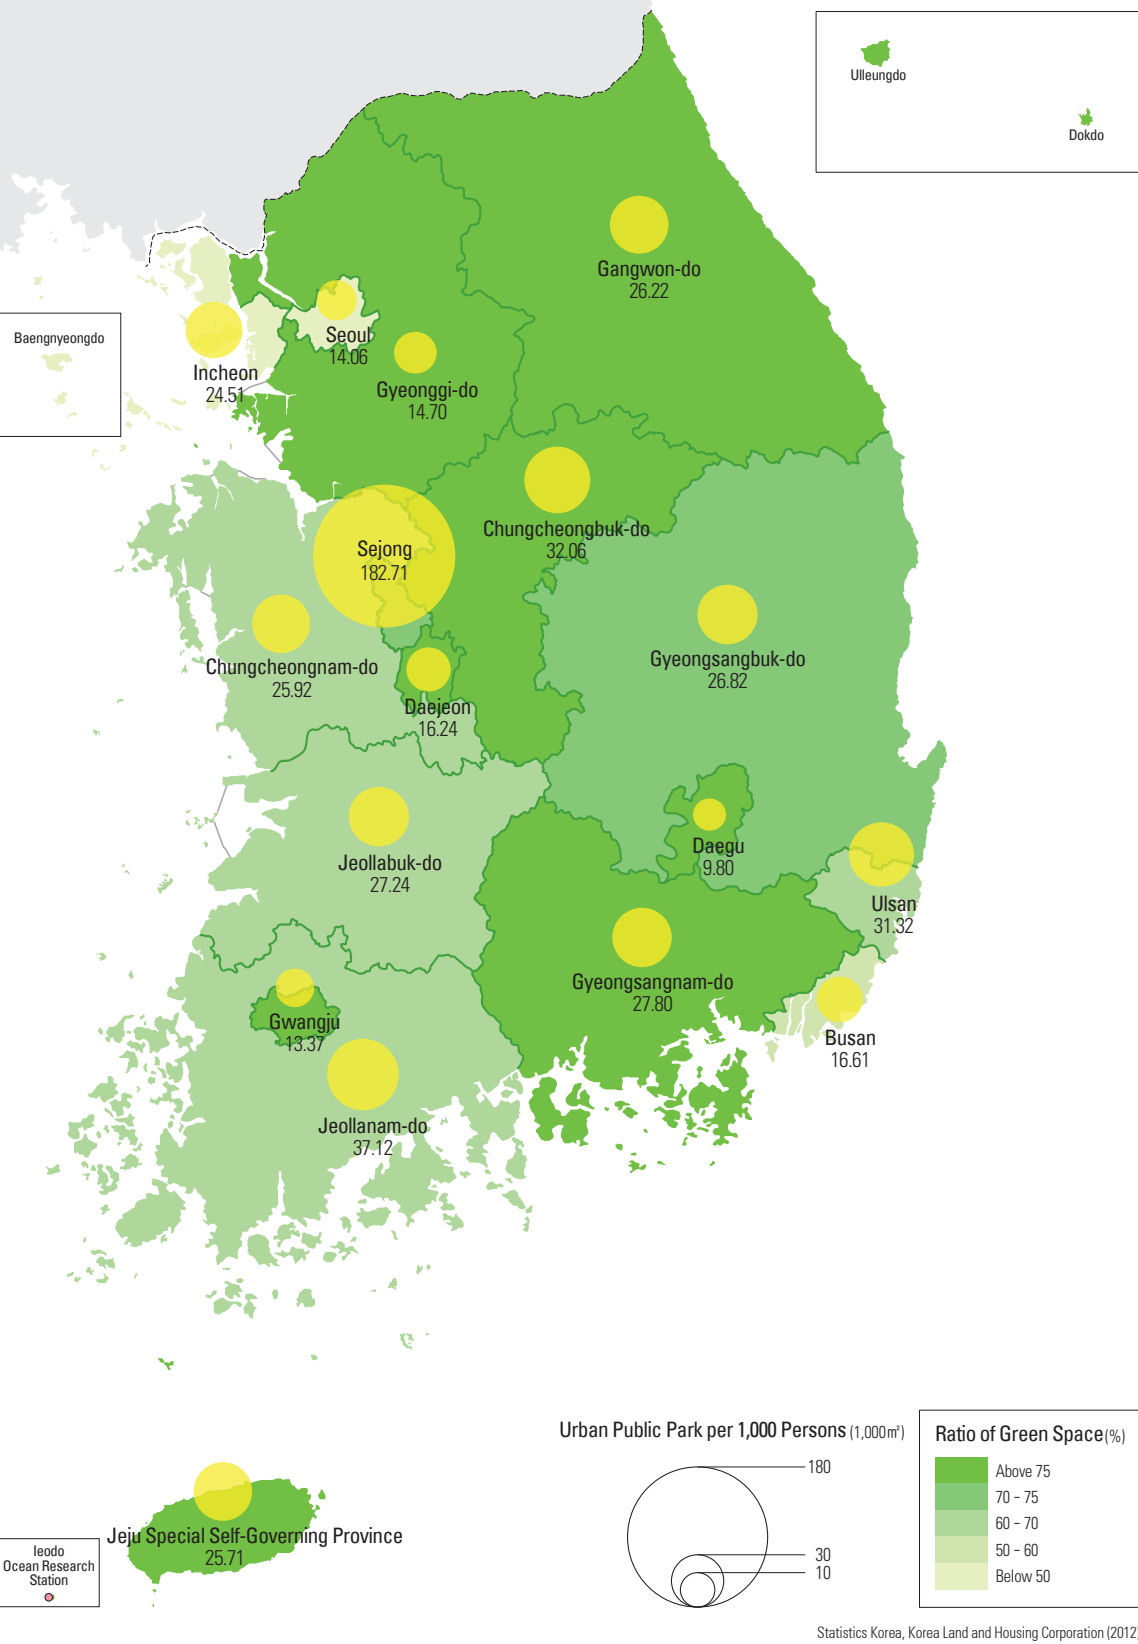 Ulleungdo
Dokdo
Gangwon-do
26.22
Baengnyeongdo
Seoul
14.06
Incheon
24.51
Gyeonggi-do
14.70
Chungcheongbuk-do
32.06
Sejong
182.71
Chungcheongnam-do
25.92
Gyeongsangbuk-do
26.82
Daejeon
16.24
Daegu
9.80
Jeollabuk-do
27.24
Ulsan
31.32
Gyeongsangnam-do
27.80
Gwangju
13.37
Busan
16.61
Jeollanam-do
37.12
Jeju Special Self-Governing Province
25.71
Ieodo
Ocean Research
Station
Urban Public Park per 1,000 Persons (1,000㎡)
180
30
10
Ratio of Green Space(%)
Above 75
70 - 75
60 - 70
50 - 60
Below 50
Statistics Korea, Korea Land and Housing Corporation (2012)